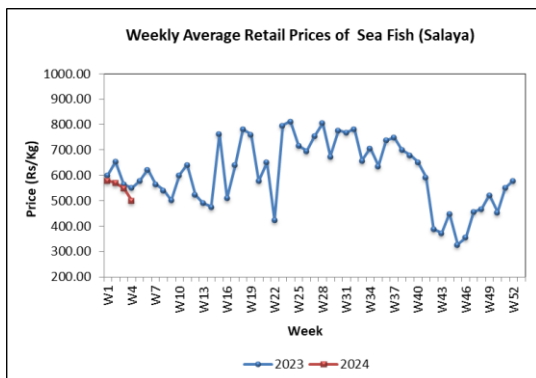 Weekly Average Retail Prices of Sea Fish (Salaya)
1000.00
900.00
800.00
700.00
600.00
500.00
400.00
300.00
200.00
Price (Rs/Kg)
W1
W4
W7
W10
W13
W16
W19
W22
W25
W28
W31
W34
W37
W40
W43
W46
W49
W52
Week
2023
2024